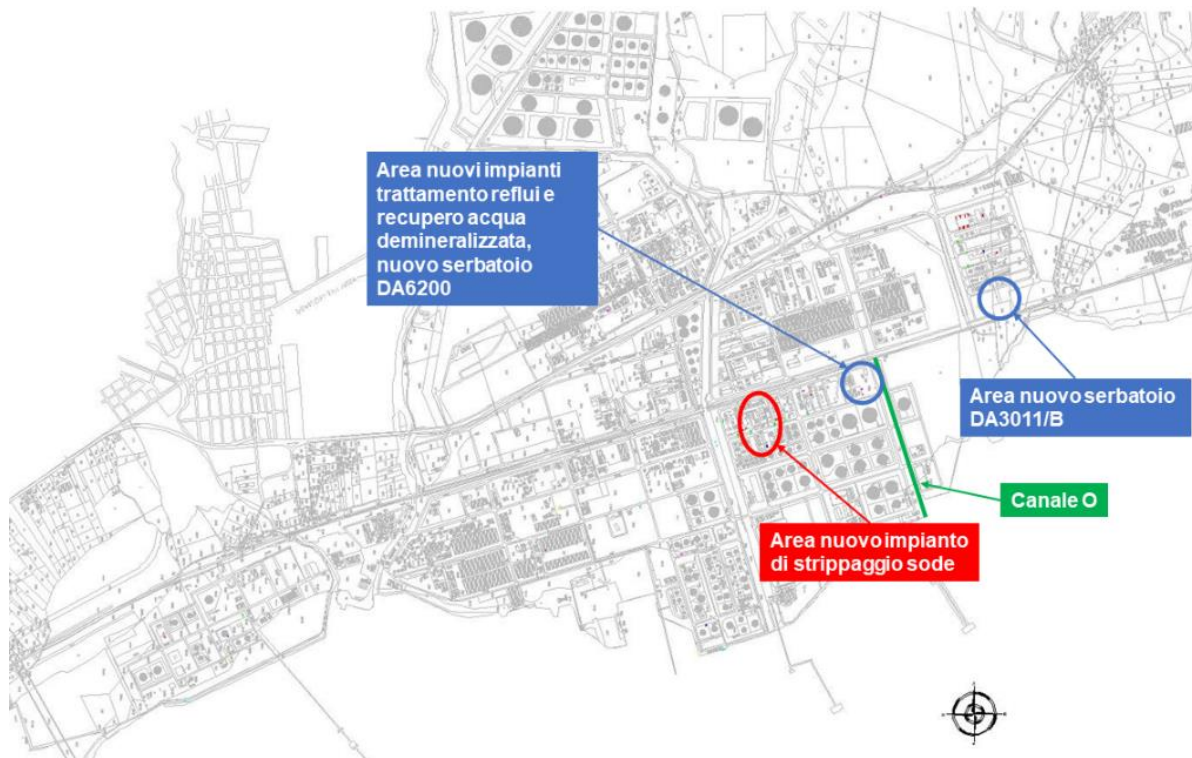 Area nuovi impianti
trattamento reflui e
recupero acqua
demineralizzata,
nuovo serbatoio
DA6200
Area nuovo serbatoio
DA3011/B
Canale O
Area nuovo impianto
di strippaggio sode